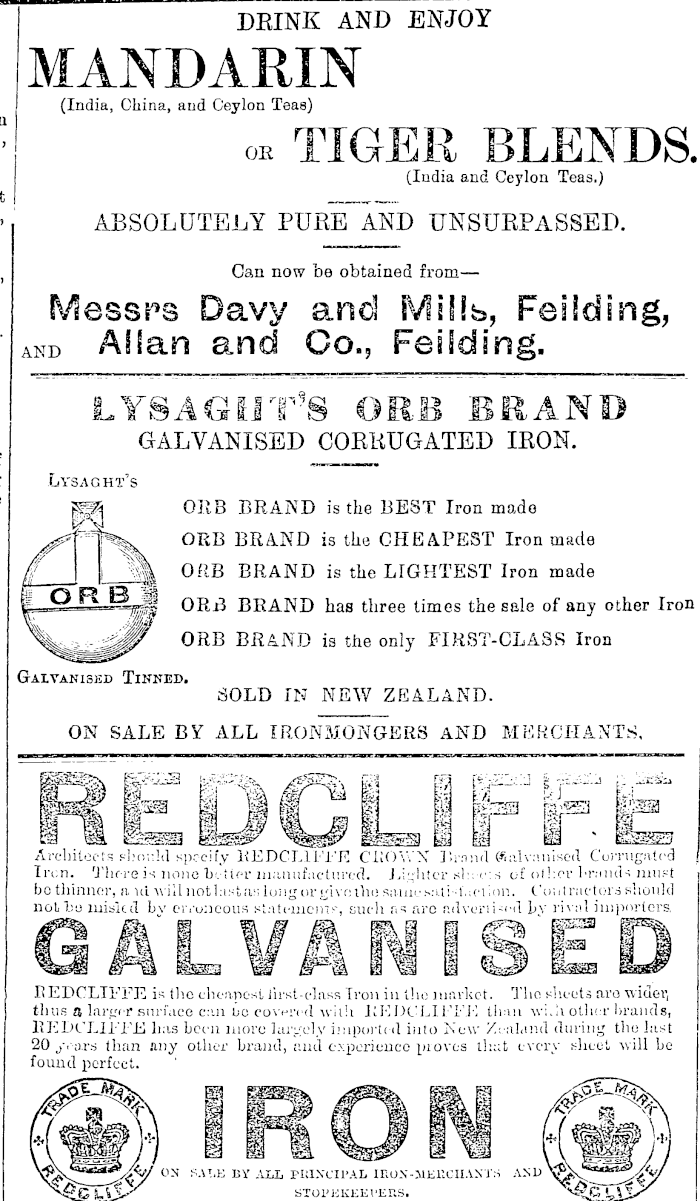 DRINK AND ENJOY
MANDARIN
(India, China, and Ceylon Teas)
OR TIGER BLENDS.
(India and Ceylon Teas.)
ABSOLUTELY PURE AND UNSURPASSED.
Can now be obtained from—
Messrs Davy and Mills, Feilding,
AND Allan and Co., Feilding.
LYSAGHT'S ORB BRAND
GALVANISED CORRUGATED IRON.
LYSAGHT'S
ORB
GALVANISED TINNED.
ORB BRAND is the BEST Iron made
ORB BRAND is the CHEAPEST Iron made
ORB BRAND is the LIGHTEST Iron made
ORB BRAND has three times the sale of any other Iron
ORB BRAND is the only FIRST-CLASS Iron
SOLD IN NEW ZEALAND.
ON SALE BY ALL IRONMONGERS AND MERCHANTS.
REDCLIFFE
Architects should specify REDCLIFFE CROWN Brand Galvanised Corrugated
Iron. There is none better manufactured. Lighter sheets of other brands must
be thinner, and will not last as long or give the same satisfaction. Contractors should
not be misled by erroneous statements, such as are advertised by rival importers
GALVANISED
REDCLIFFE is the cheapest first-class Iron in the market. The sheets are wider,
thus a larger surface can be covered with REDCLIFFE than with other brands,
REDCLIFFE has been more largely imported into New Zealand during the last
20 years than any other brand, and experience proves that every sheet will be
found perfect.
TRADE MARK
REDCLIFFE
IRON
TRADE MARK
REDCLIFFE
ON SALE BY ALL PRINCIPAL IRON-MERCHANTS AND
STOREKEEPERS.